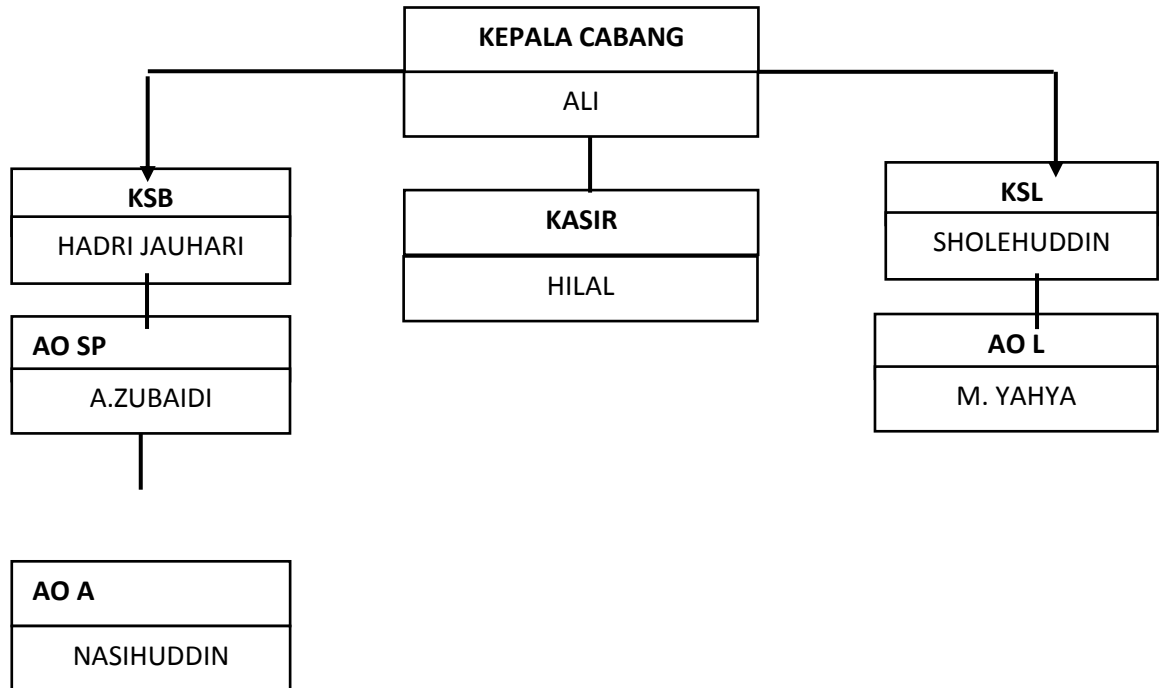 KEPALA CABANG
ALI
KSB
HADRI JAUHARI
KASIR
HILAL
KSL
SHOLEHUDDIN
AO SP
A.ZUBAIDI
AO L
M. YAHYA
AO A
NASIHUDDIN